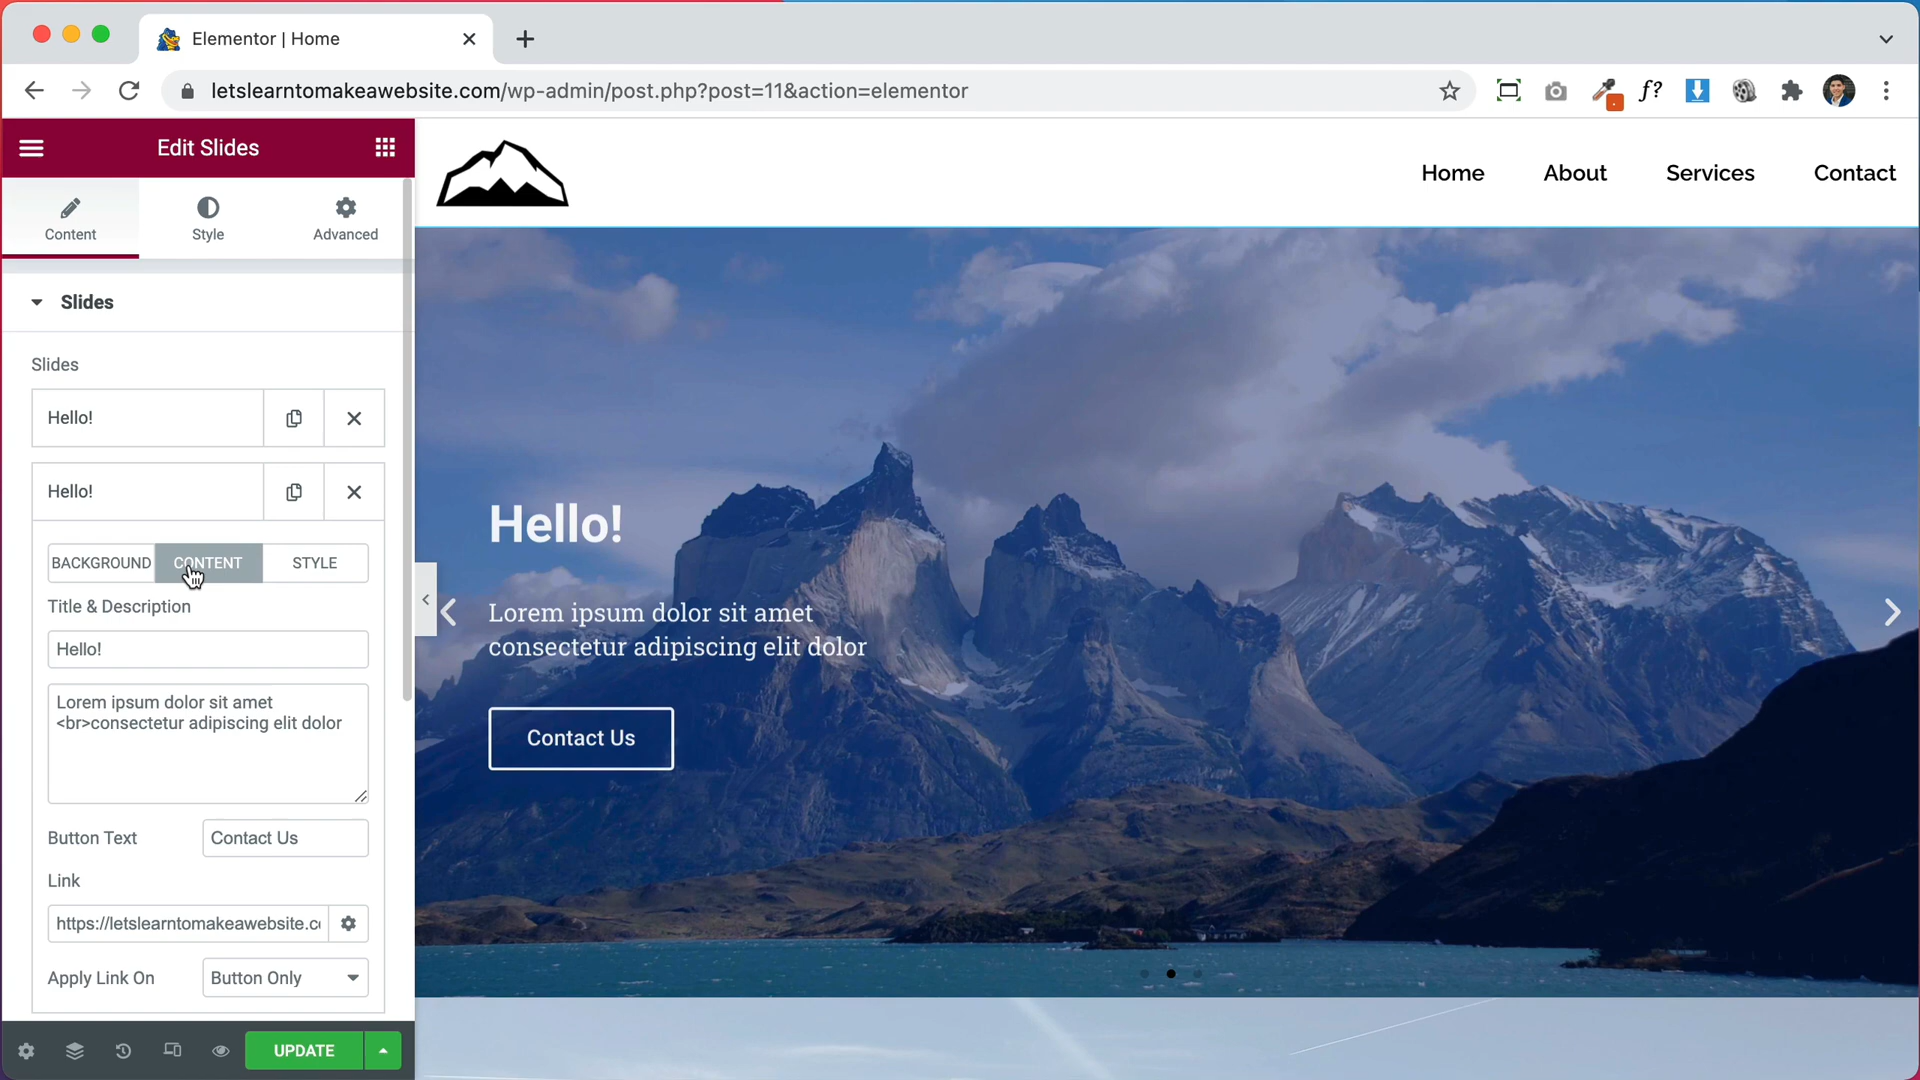 Elementor | Home
letslearntomakeawebsite.com/wp-admin/post.php?post=11&action=elementor
f?
Edit Slides
Content
Style
Advanced
Slides
Slides
Hello!
Hello!
BACKGROUND
CONTENT
STYLE
Title & Description
Hello!
Lorem ipsum dolor sit amet
<br>consectetur adipiscing elit dolor
Button Text
Contact Us
Link
https://letslearntomakeawebsite.c
Apply Link On
Button Only
UPDATE
Home
About
Services
Contact
Hello!
Lorem ipsum dolor sit amet
consectetur adipiscing elit dolor
Contact Us